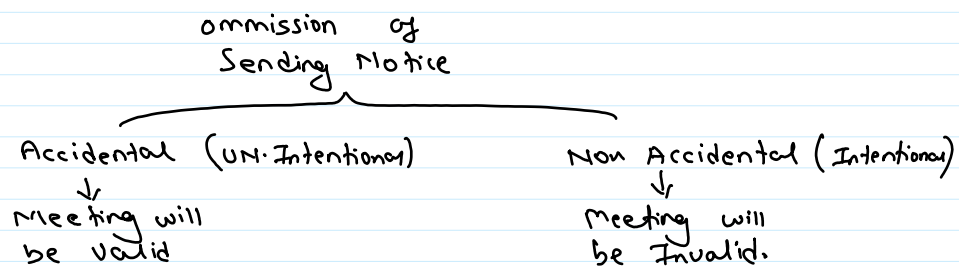 ommission of
Sending Notice
Accidental (UN.Intentional)
Non Accidental (Intentional)
Meeting will
be valid
Meeting will
be Invalid.